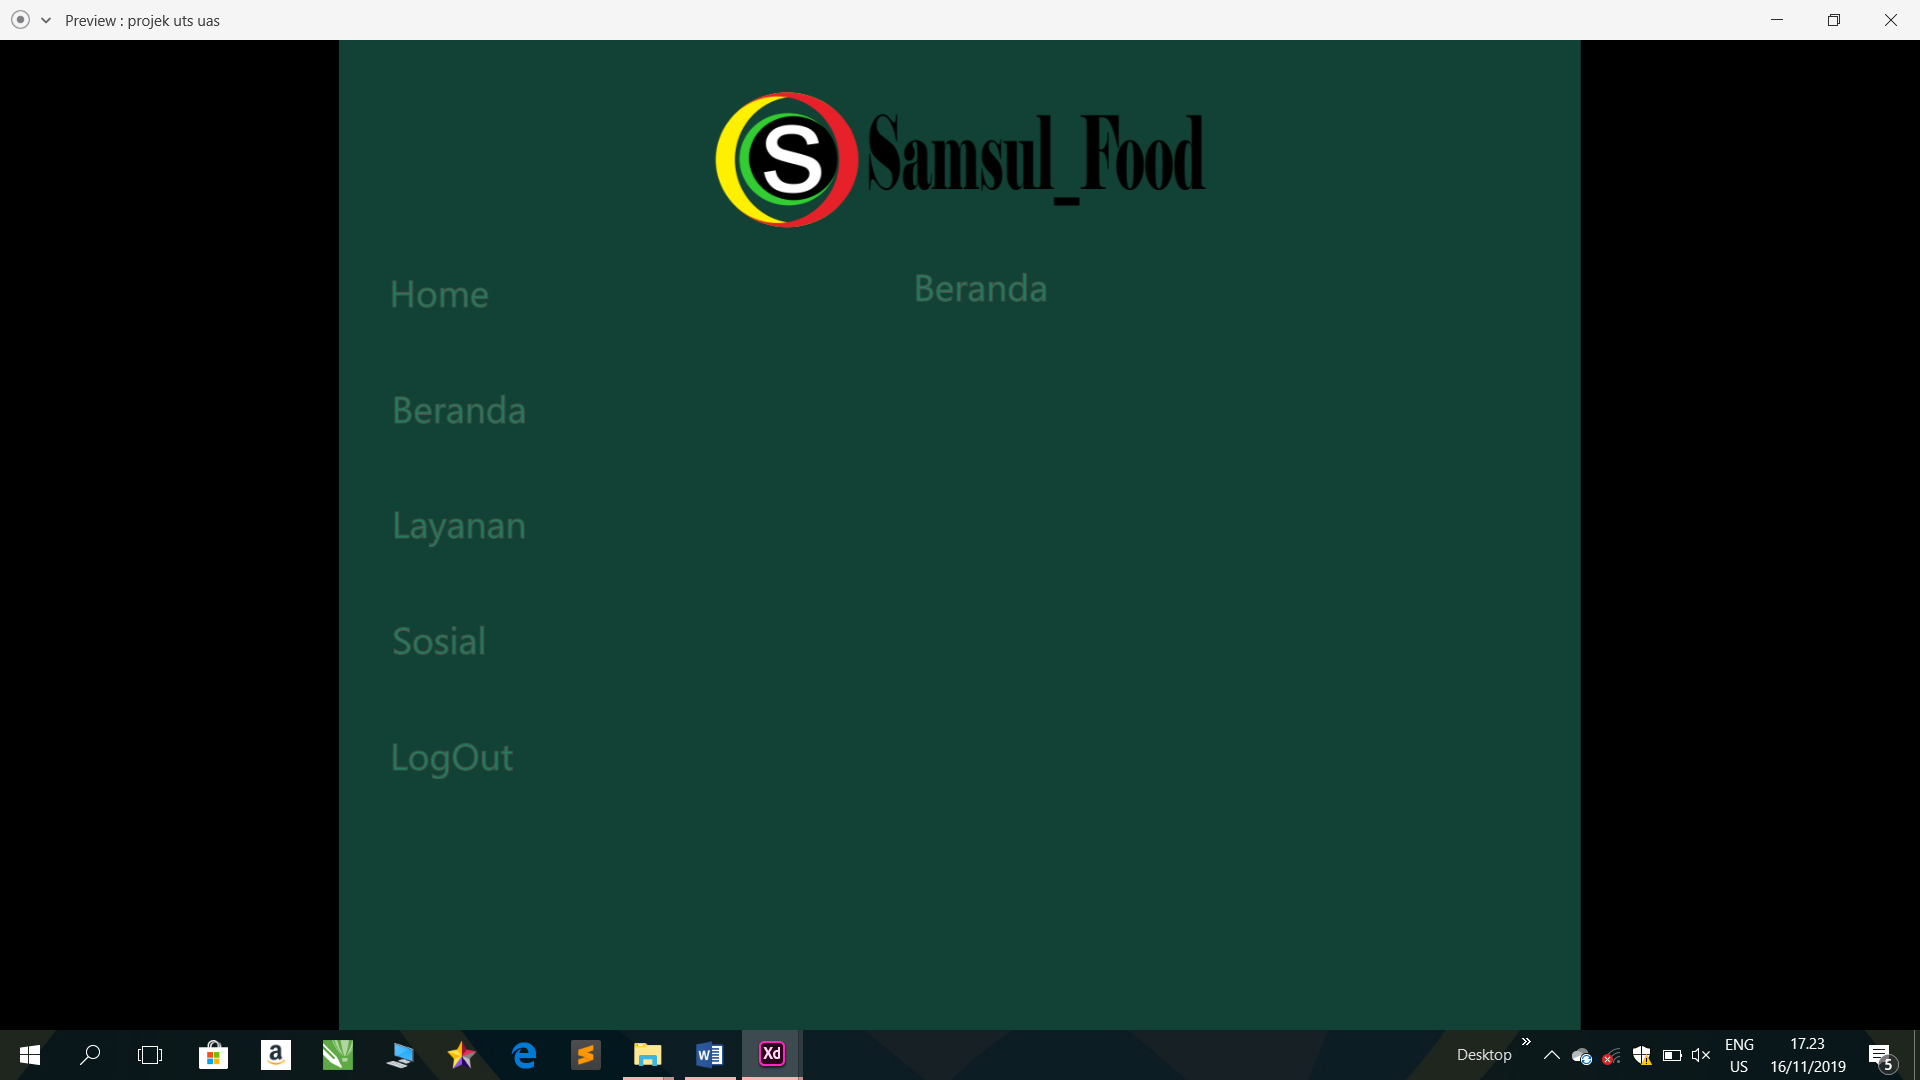 Preview : projek uts uas
S
Samsul_Food
Home
Beranda
Beranda
Layanan
Sosial
LogOut
a
e
W
Xd
Desktop
»
ENG
US
17.23
16/11/2019
5